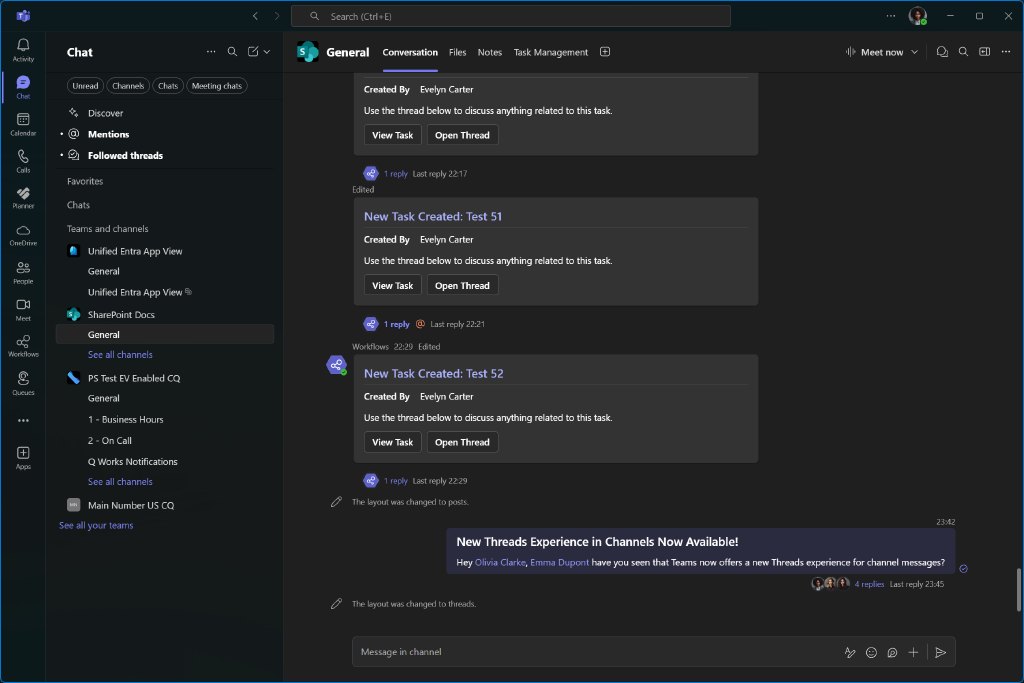 Search (Ctrl+E)
Activity
Chat
Calendar
Calls
Planner
OneDrive
People
Meet
Workflows
Queues
Apps
Chat
Unread
Channels
Chats
Meeting chats
Discover
Mentions
Followed threads
Favorites
Chats
Teams and channels
Unified Entra App View
General
Unified Entra App View
SharePoint Docs
General
See all channels
PS Test EV Enabled CQ
General
1 - Business Hours
2 - On Call
Q Works Notifications
See all channels
Main Number US CQ
See all your teams
General Conversation Files Notes Task Management
Meet now
Created By Evelyn Carter
Use the thread below to discuss anything related to this task.
View Task Open Thread
1 reply Last reply 22:17
Edited
New Task Created: Test 51
Created By Evelyn Carter
Use the thread below to discuss anything related to this task.
View Task Open Thread
1 reply @ Last reply 22:21
Workflows 22:29 Edited
New Task Created: Test 52
Created By Evelyn Carter
Use the thread below to discuss anything related to this task.
View Task Open Thread
1 reply Last reply 22:29
The layout was changed to posts.
23:42
New Threads Experience in Channels Now Available!
Hey Olivia Clarke, Emma Dupont have you seen that Teams now offers a new Threads experience for channel messages?
4 replies Last reply 23:45
The layout was changed to threads.
Message in channel